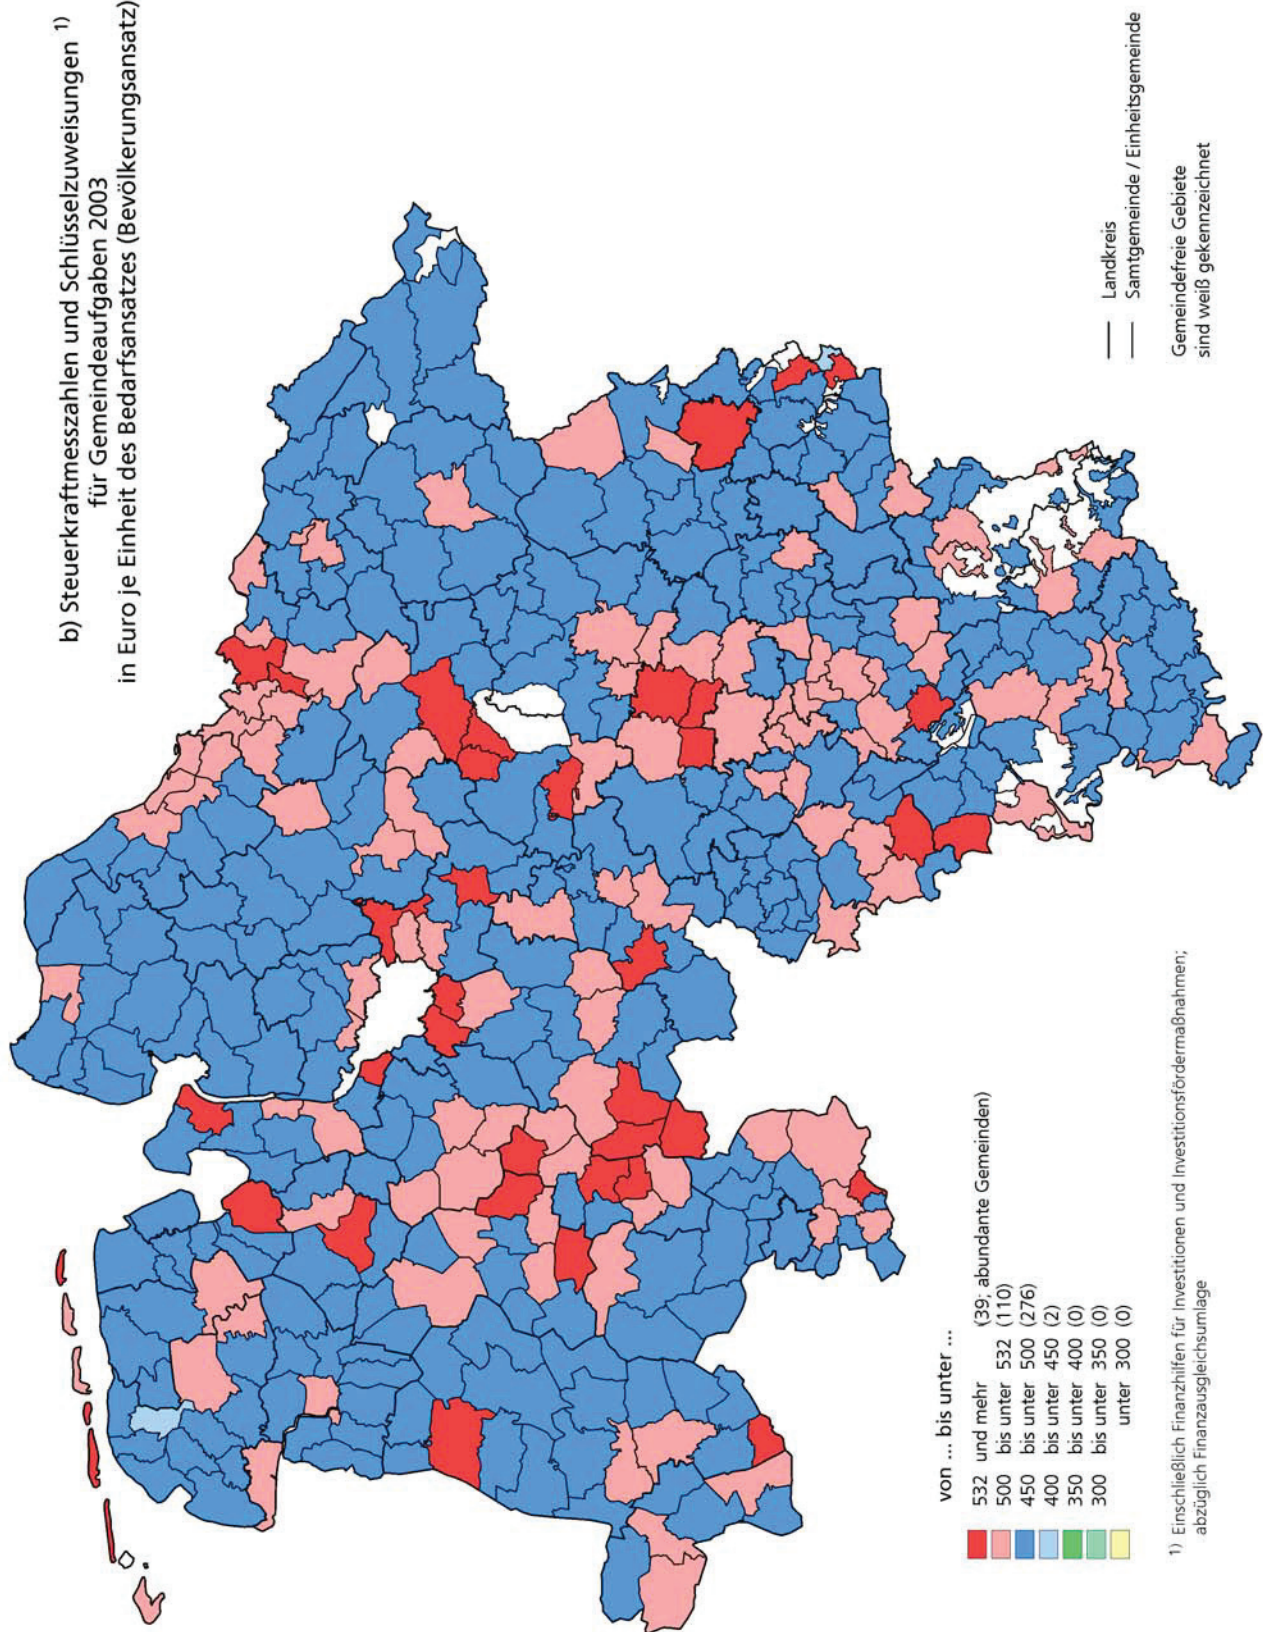 b) Steuerkraftmesszahlen und Schlüsselzuweisungen 1)
für Gemeindeaufgaben 2003
in Euro je Einheit des Bedarfsansatzes (Bevölkerungsansatz)
von ... bis unter ...
532 und mehr (39; abundante Gemeinden)
500 bis unter 532 (110)
450 bis unter 500 (276)
400 bis unter 450 (2)
350 bis unter 400 (0)
300 bis unter 350 (0)
unter 300 (0)
Landkreis
Samtgemeinde / Einheitsgemeinde
Gemeindefreie Gebiete
sind weiß gekennzeichnet
1) Einschließlich Finanzhilfen für Investitionen und Investitionsfördermaßnahmen;
abzüglich Finanzausgleichsumlage